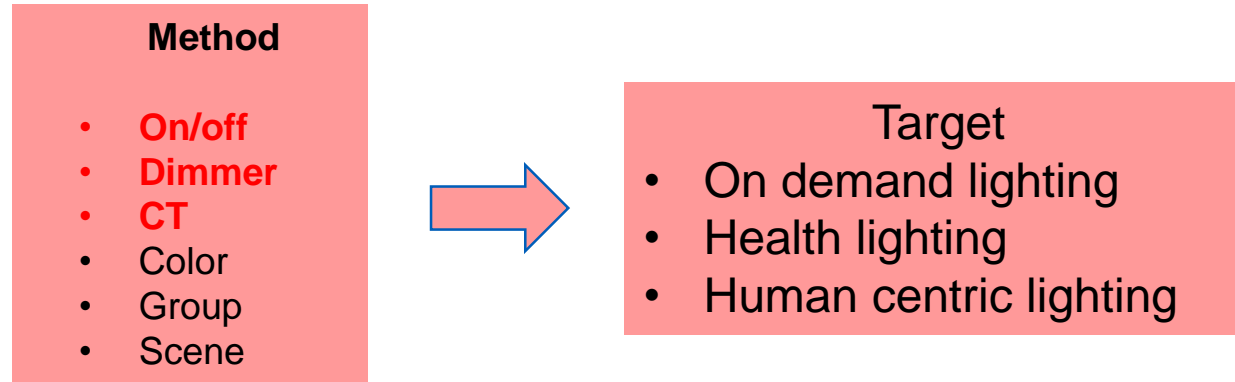 Method
• On/off
• Dimmer
• CT
• Color
• Group
• Scene
Target
• On demand lighting
• Health lighting
• Human centric lighting